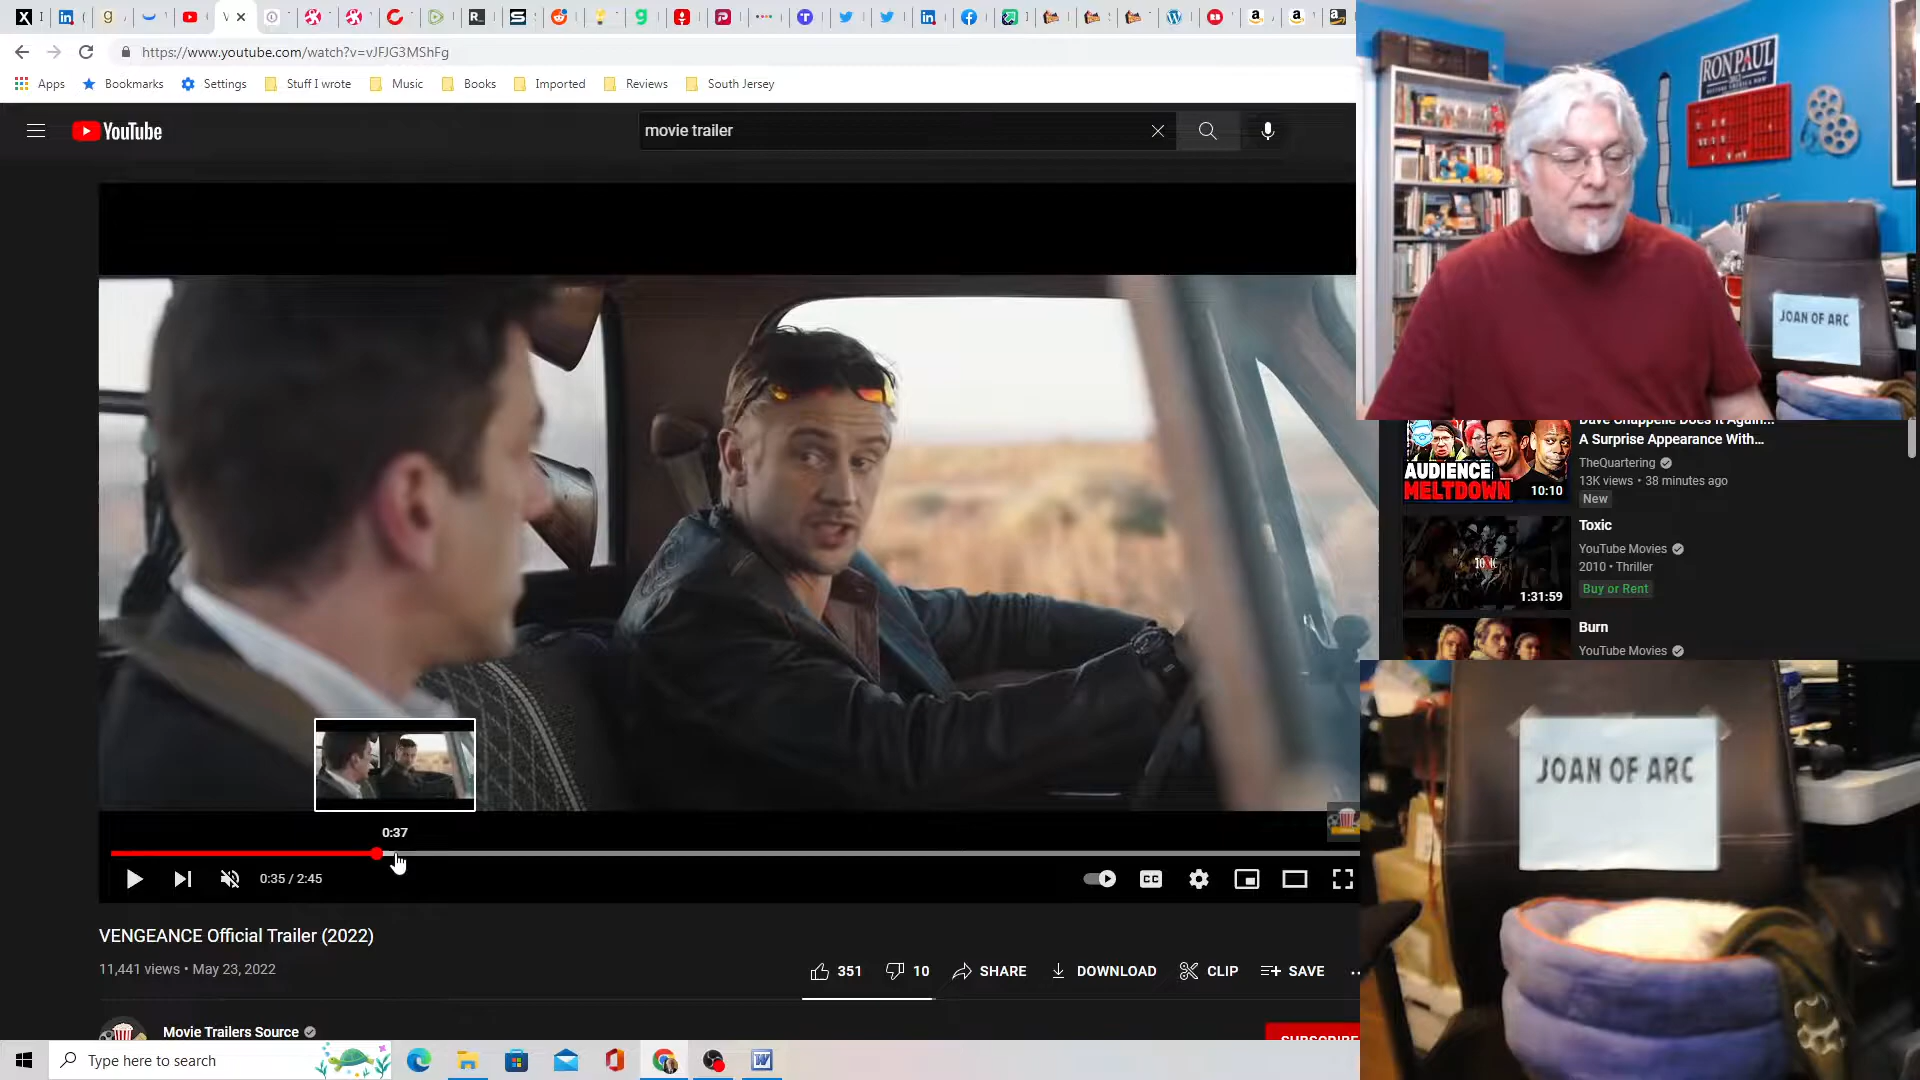 https://www.youtube.com/watch?v=vJFJG3MShFg
Apps
Bookmarks
Settings
Stuff I wrote
Music
Books
Imported
Reviews
South Jersey
YouTube
movie trailer
RON PAUL
JOAN OF ARC
A Surprise Appearance With...
TheQuartering
13K views • 38 minutes ago
New
AUDIENCE
MELTDOWN
10:10
Toxic
YouTube Movies
2010 • Thriller
Buy or Rent
1:31:59
Burn
YouTube Movies
JOAN OF ARC
0:37
0:35 / 2:45
CC
VENGEANCE Official Trailer (2022)
11,441 views • May 23, 2022
351
10
SHARE
DOWNLOAD
CLIP
SAVE
Movie Trailers Source
Type here to search